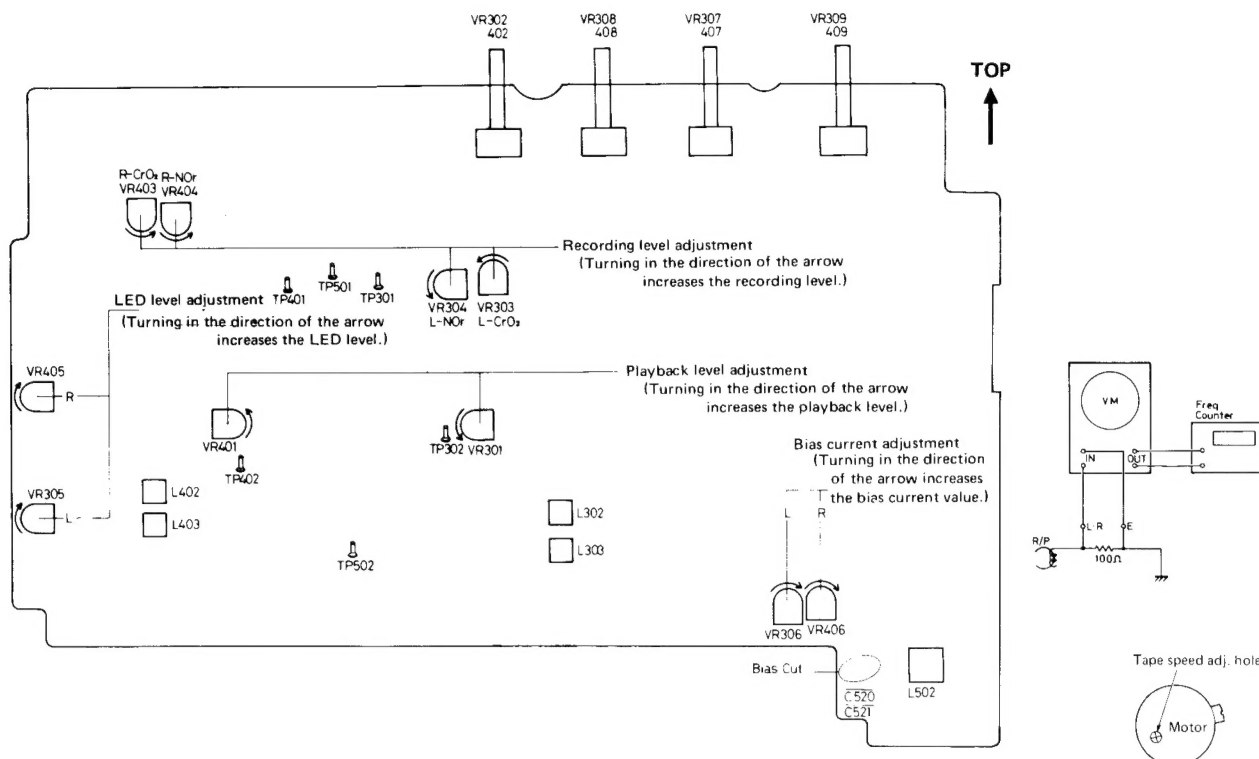 VR302 VR308 VR307 VR309
402 408 407 409
TOP
R-CrO₂ R-NOr
VR403 VR404
Recording level adjustment
(Turning in the direction of the arrow
increases the recording level.)
TP401 TP501 TP301
VR304 VR303
L-NOr L-CrO₂
LED level adjustment
(Turning in the direction of the arrow
increases the LED level.)
VR405
R
Playback level adjustment
(Turning in the direction of the arrow
increases the playback level.)
VR401 TP302 VR301
TP402
Bias current adjustment
(Turning in the direction
of the arrow increases
the bias current value.)
L R
VR305
L
L402
L403
L302
L303
TP502
VR306 VR406
Bias Cut
C520
C521
L502
VM
Freq
Counter
IN OUT
L·R E
R/P
100Ω
Tape speed adj. hole
Motor